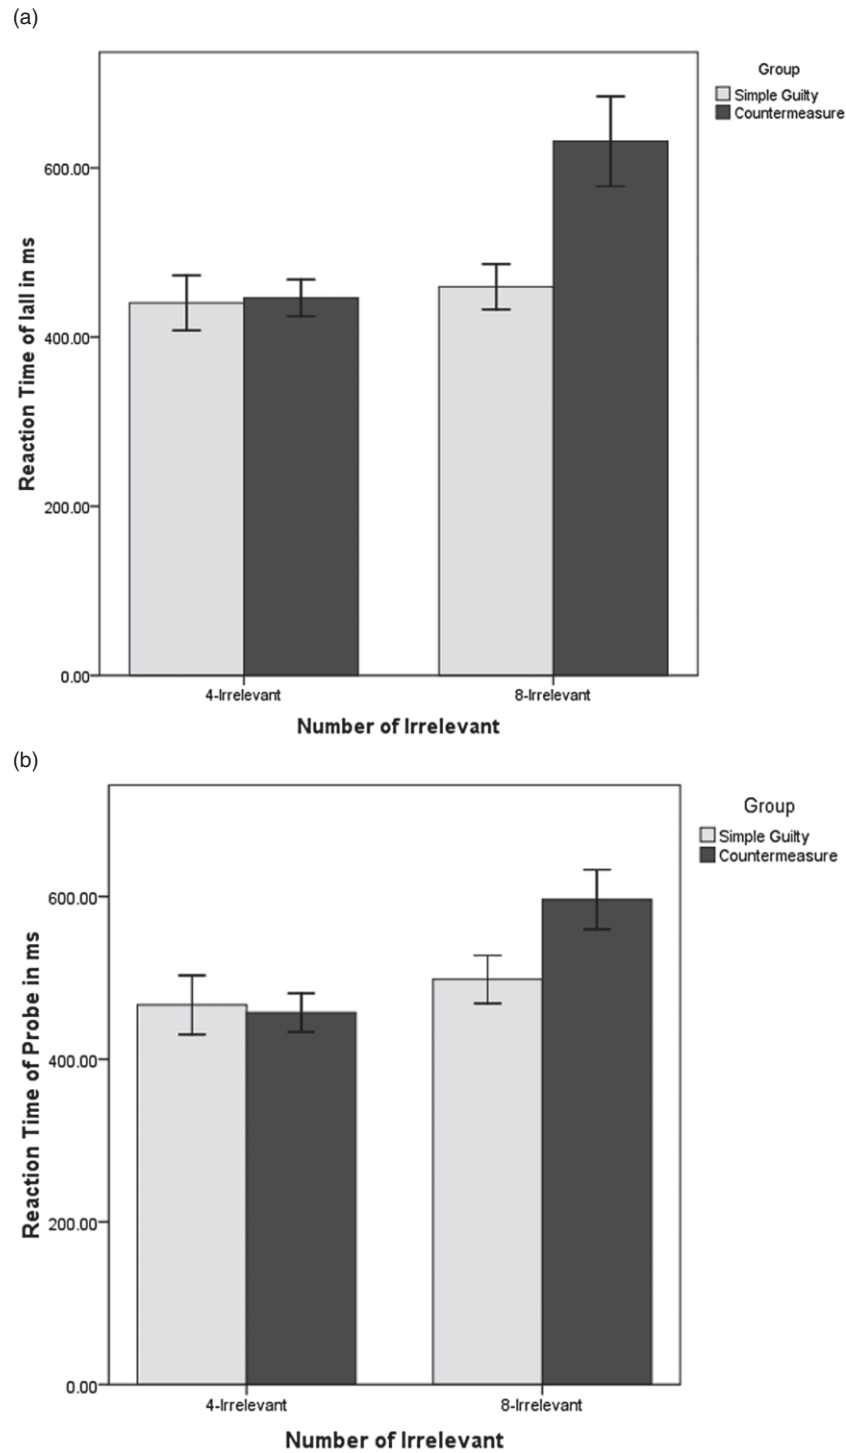 (a)
Group
Simple Guilty
Countermeasure
600.00
400.00
200.00
0.00
Reaction Time of Iall in ms
4-Irrelevant
8-Irrelevant
Number of Irrelevant
(b)
Group
Simple Guilty
Countermeasure
600.00
400.00
200.00
0.00
Reaction Time of Probe in ms
4-Irrelevant
8-Irrelevant
Number of Irrelevant